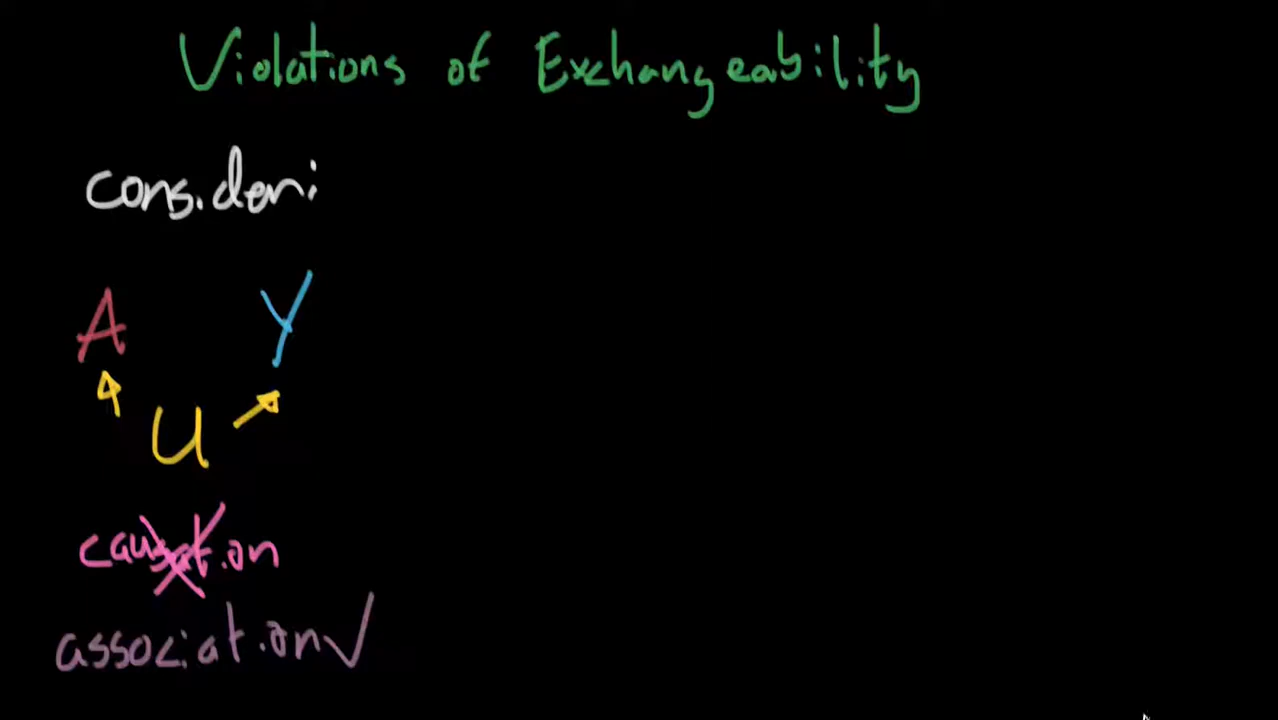 Violations of Exchangeability
consider:
A Y
U
causation
association ✓